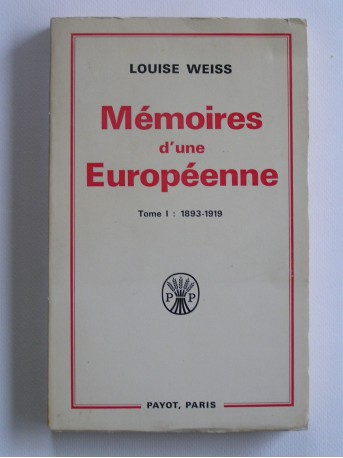 LOUISE WEISS
Mémoires
d'une
Européenne
Tome I : 1893-1919
P P
PAYOT, PARIS